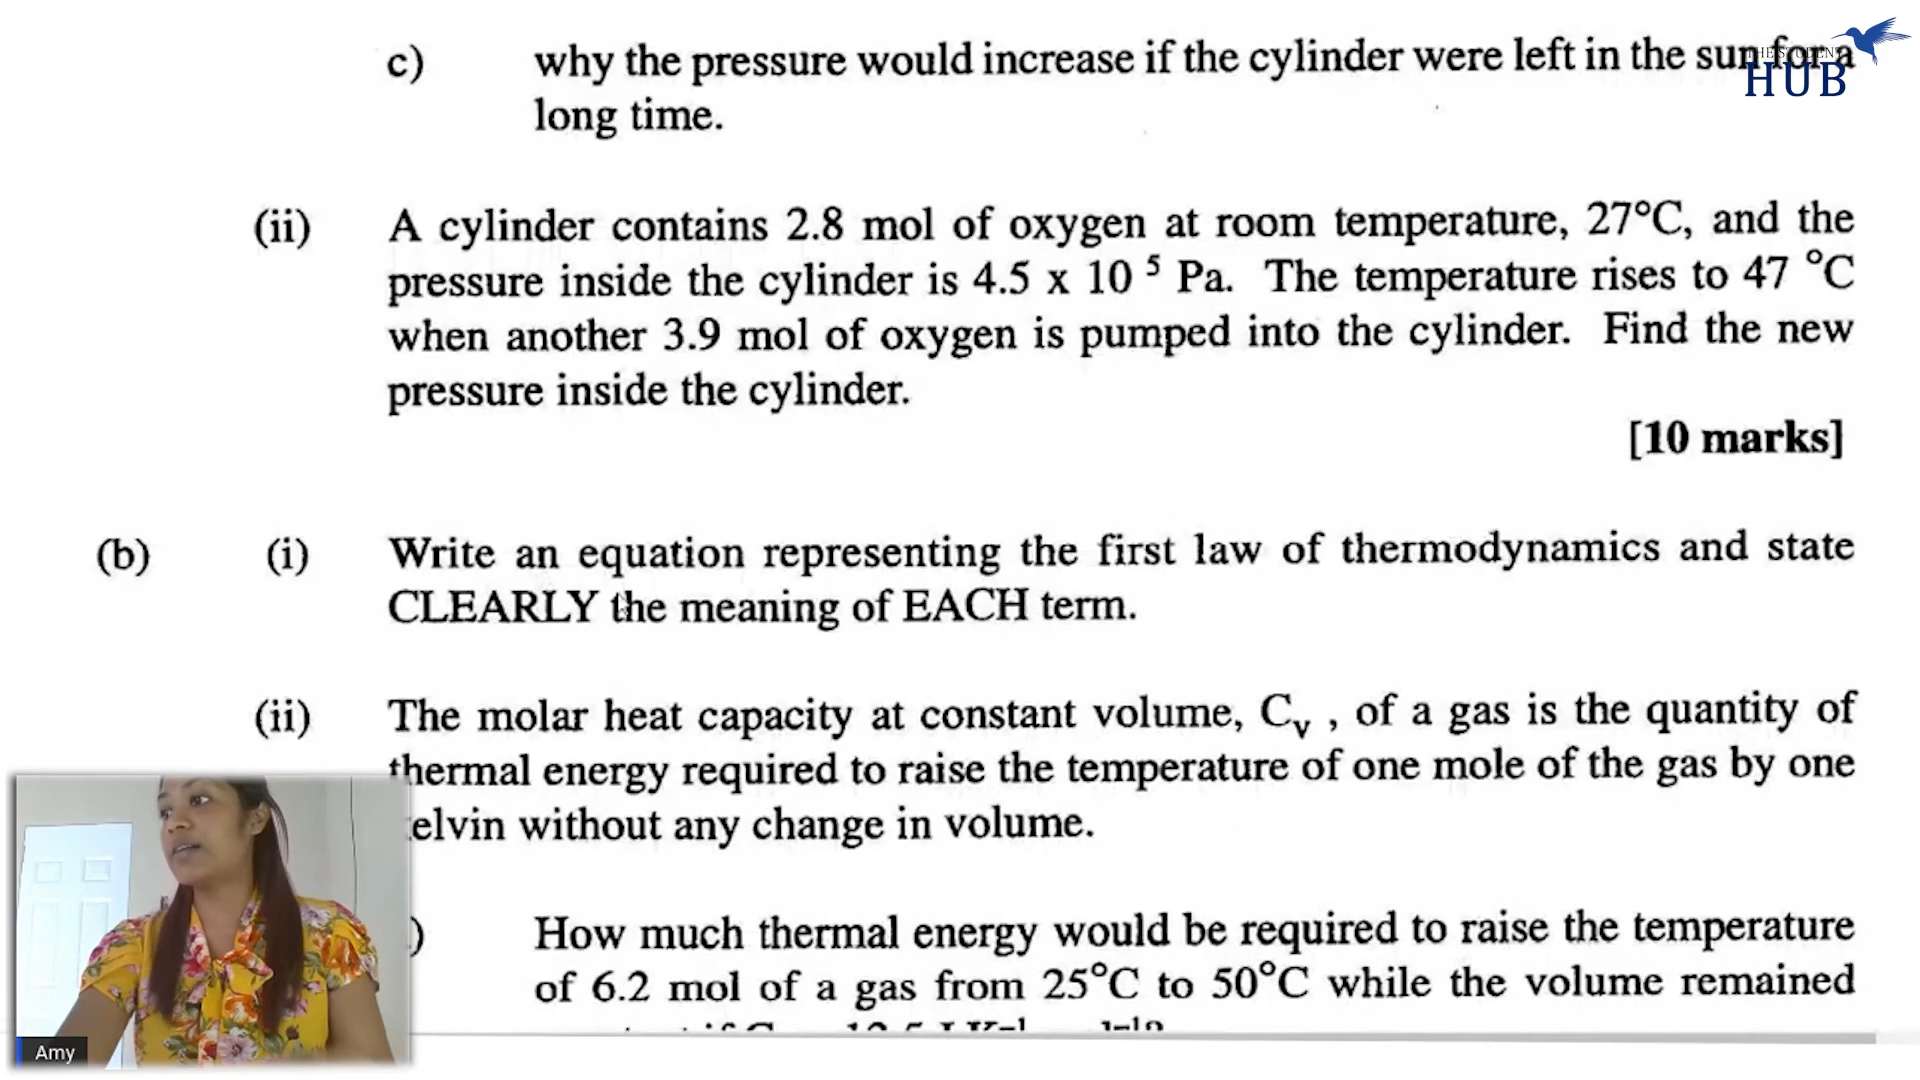 c) why the pressure would increase if the cylinder were left in the sun for a
long time.
THE STUDENT
HUB
(ii) A cylinder contains 2.8 mol of oxygen at room temperature, 27°C, and the
pressure inside the cylinder is 4.5 x 10 ⁵ Pa. The temperature rises to 47 °C
when another 3.9 mol of oxygen is pumped into the cylinder. Find the new
pressure inside the cylinder.
[10 marks]
(b) (i) Write an equation representing the first law of thermodynamics and state
CLEARLY the meaning of EACH term.
(ii) The molar heat capacity at constant volume, Cᵥ , of a gas is the quantity of
thermal energy required to raise the temperature of one mole of the gas by one
elvin without any change in volume.
) How much thermal energy would be required to raise the temperature
of 6.2 mol of a gas from 25°C to 50°C while the volume remained
Amy